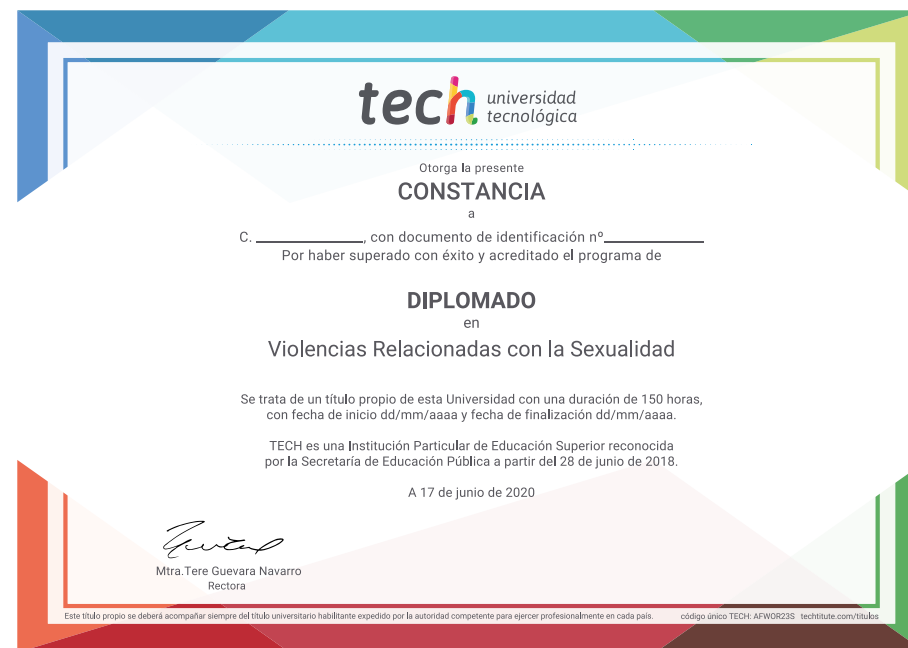 tech universidad
tecnológica
Otorga la presente
CONSTANCIA
a
C. ____________, con documento de identificación nº____________
Por haber superado con éxito y acreditado el programa de
DIPLOMADO
en
Violencias Relacionadas con la Sexualidad
Se trata de un título propio de esta Universidad con una duración de 150 horas,
con fecha de inicio dd/mm/aaaa y fecha de finalización dd/mm/aaaa.
TECH es una Institución Particular de Educación Superior reconocida
por la Secretaría de Educación Pública a partir del 28 de junio de 2018.
A 17 de junio de 2020
Mtra.Tere Guevara Navarro
Rectora
Este título propio se deberá acompañar siempre del título universitario habilitante expedido por la autoridad competente para ejercer profesionalmente en cada país. código único TECH: AFWOR23S techtitute.com/titulos